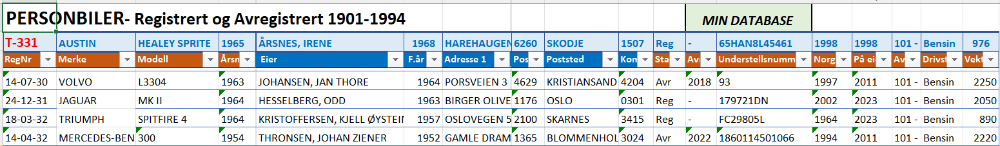 PERSONBILER- Registrert og Avregistrert 1901-1994 MIN DATABASE
T-331 AUSTIN HEALEY SPRITE 1965 ÅRSNES, IRENE 1968 HAREHAUGEN 6260 SKODJE 1507 Reg - 65HAN8L45461 1998 1998 101 - Bensin 976
RegNr Merke Modell Årsm Eier F.år Adresse 1 Pos Poststed Kom Sta Avr Understellsnumm Norg På ei Av Drivst Vekt
14-07-30 VOLVO L3304 1963 JOHANSEN, JAN THORE 1964 PORSVEIEN 3 4629 KRISTIANSAND 4204 Avr 2018 93 1997 2011 101 - Bensin 2250
24-12-31 JAGUAR MK II 1964 HESSELBERG, ODD 1963 BIRGER OLIVE 1176 OSLO 0301 Reg - 179721DN 2002 2023 101 - Bensin 2050
18-03-32 TRIUMPH SPITFIRE 4 1964 KRISTOFFERSEN, KJELL ØYSTEIN 1957 OSLOVEGEN 5 2100 SKARNES 3415 Reg - FC29805L 1964 2023 101 - Bensin 890
14-04-32 MERCEDES-BEN 300 1954 THRONSEN, JOHAN ZIENER 1952 GAMLE DRAM 1365 BLOMMENHOL 3024 Avr 2022 1860114501066 1994 2011 101 - Bensin 2220